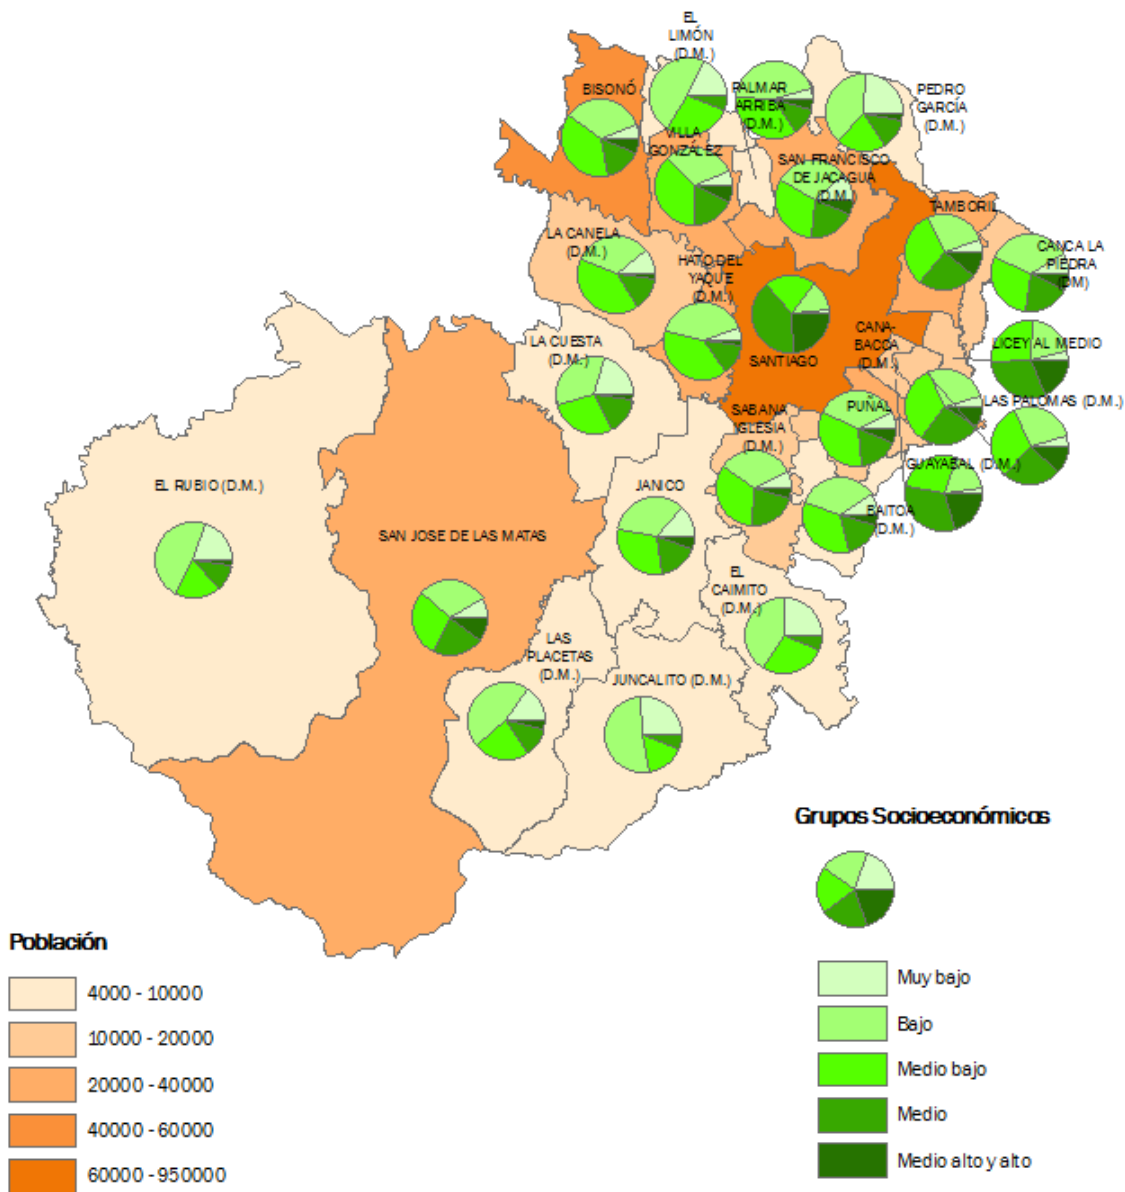 EL
LIMÓN
(D.M.)
BISONÓ
PALMAR
ARRIBA
(D.M.)
PEDRO
GARCÍA
(D.M.)
VILLA
GONZÁLEZ
SAN FRANCISCO
DE JACAGUA
(D.M.)
TAMBORIL
LA CANELA
(D.M.)
HATO DEL
YAQUE
(D.M.)
CANCA LA
PIEDRA
(DM)
LA CUESTA
(D.M.)
SANTIAGO
CANA-
BACOA
(D.M.)
LICEY AL MEDIO
SABANA
IGLESIA
(D.M.)
PUÑAL
LAS PALOMAS (D.M.)
GUAYABAL (D.M.)
EL RUBIO (D.M.)
JANICO
BAITOA
(D.M.)
SAN JOSE DE LAS MATAS
EL
CAIMITO
(D.M.)
LAS
PLACETAS
(D.M.)
JUNCALITO (D.M.)
Grupos Socioeconómicos
Muy bajo
Bajo
Medio bajo
Medio
Medio alto y alto
Población
4000 - 10000
10000 - 20000
20000 - 40000
40000 - 60000
60000 - 950000